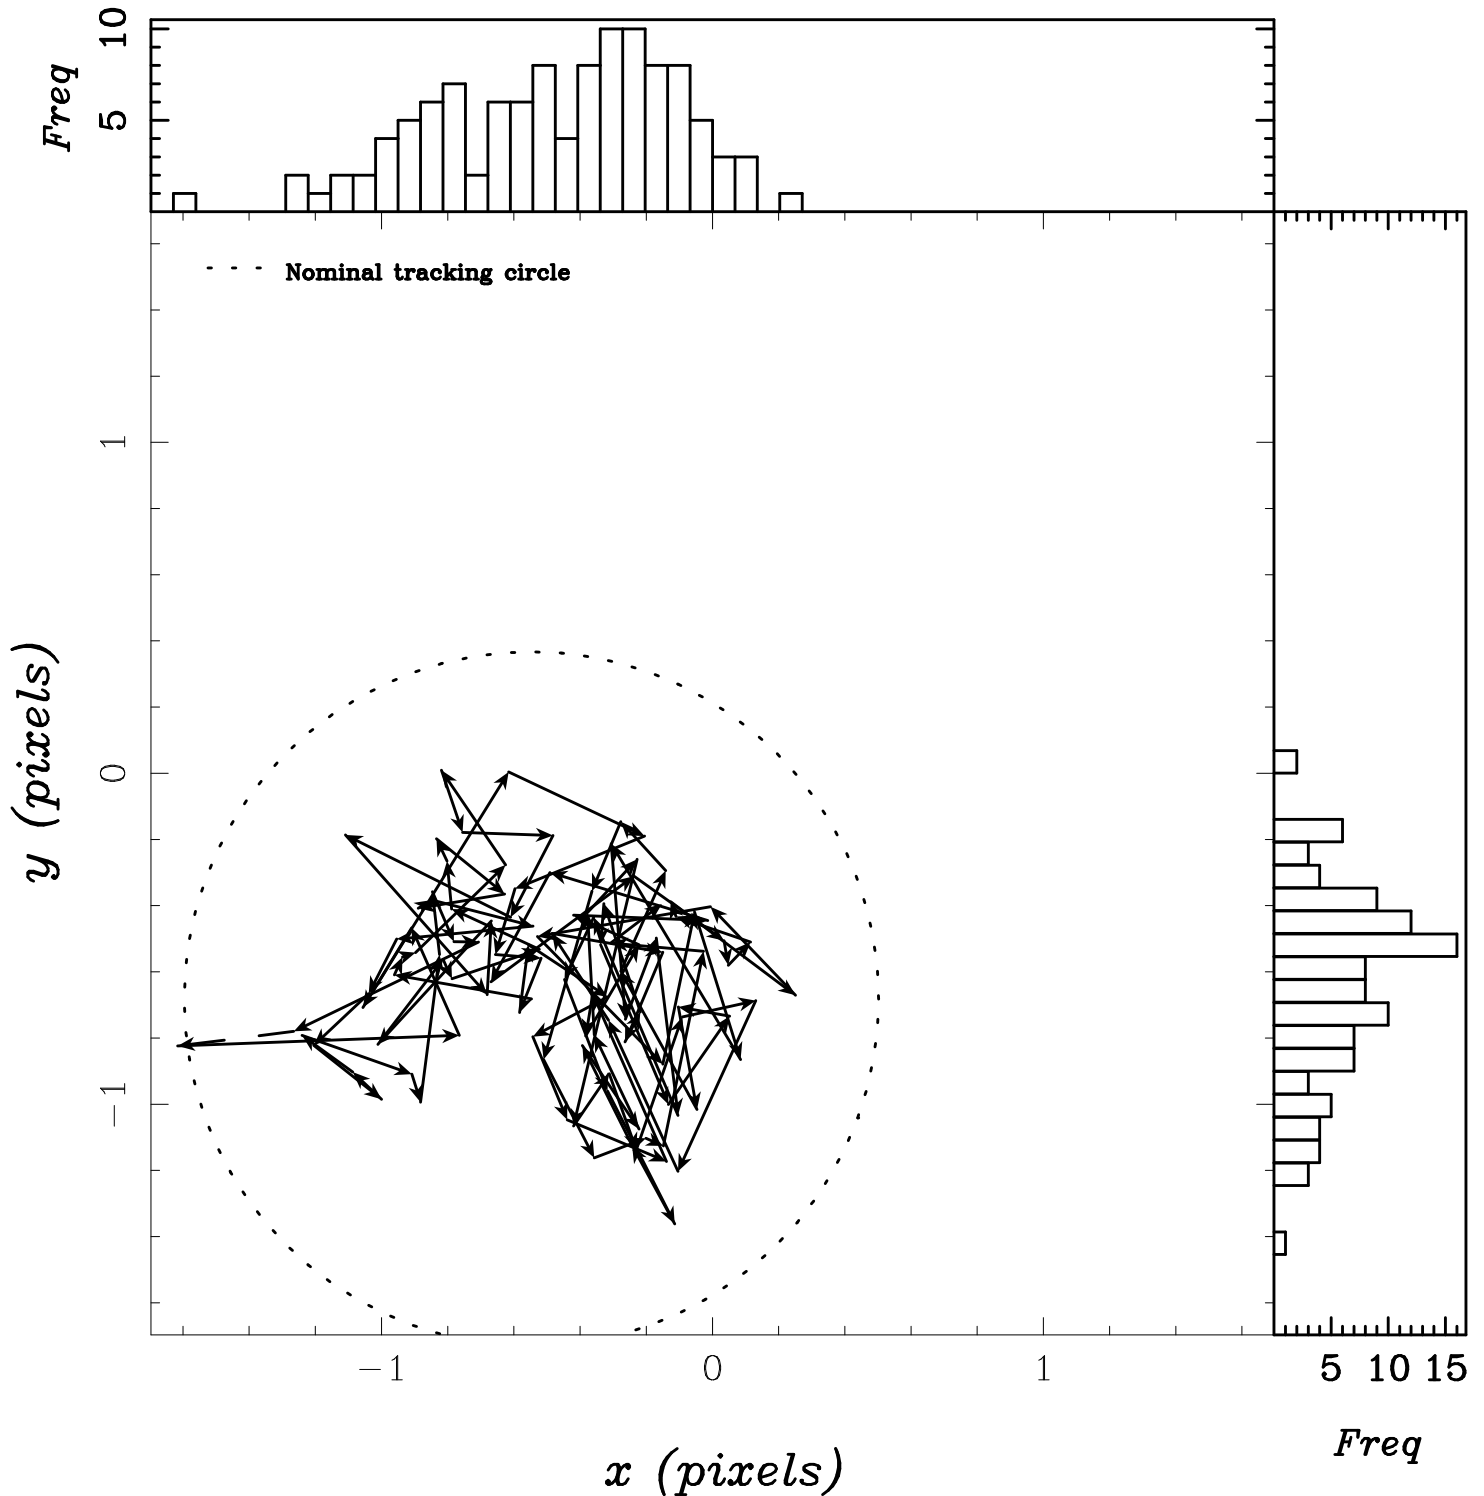 10
5
Freq
Nominal tracking circle
1
0
−1
y (pixels)
−1 0 1
5 10 15
Freq
x (pixels)